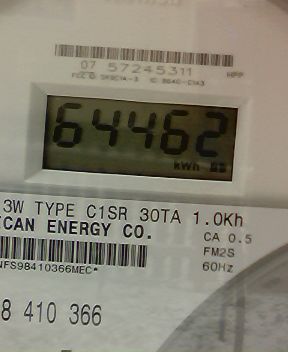 07 57245311 HPP
64462
kWh
3W TYPE C1SR 30TA 1.0Kh
CAN ENERGY CO. CA 0.5
FM2S
NFS98410366MEC* 60Hz
8 410 366